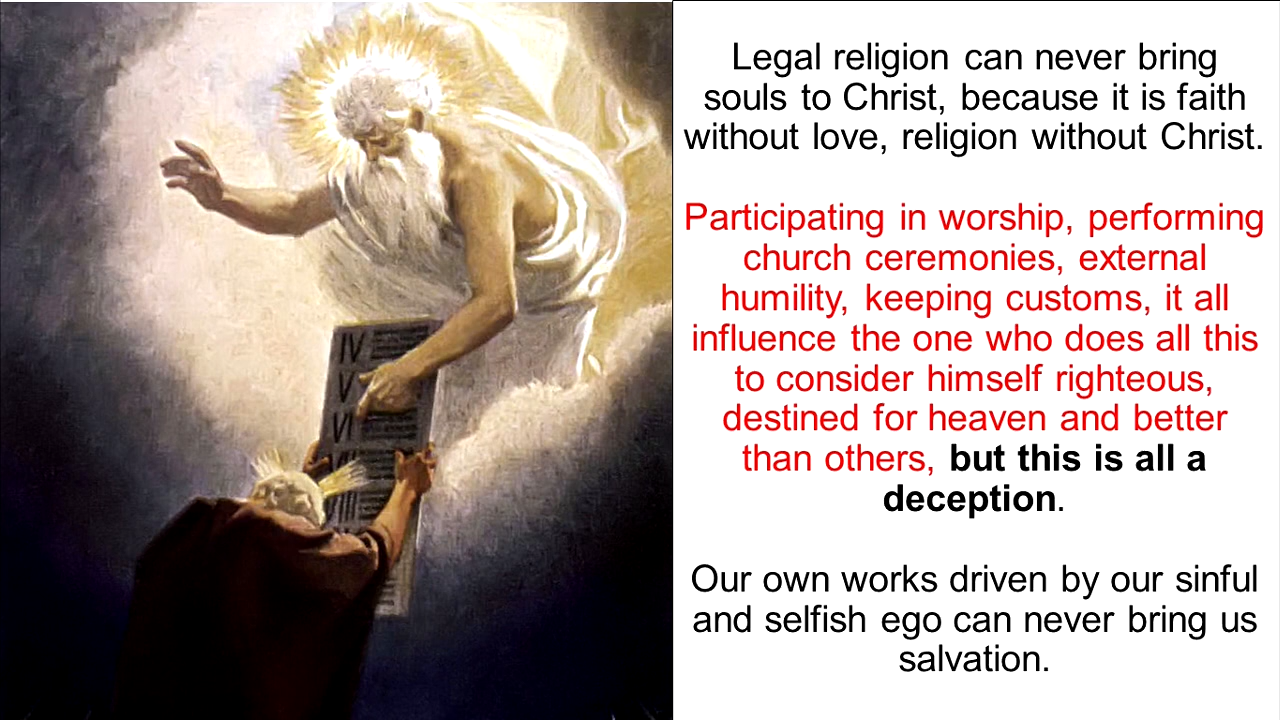 IV
V
VI
VII
VIII
Legal religion can never bring
souls to Christ, because it is faith
without love, religion without Christ.
Participating in worship, performing
church ceremonies, external
humility, keeping customs, it all
influence the one who does all this
to consider himself righteous,
destined for heaven and better
than others, but this is all a
deception.
Our own works driven by our sinful
and selfish ego can never bring us
salvation.